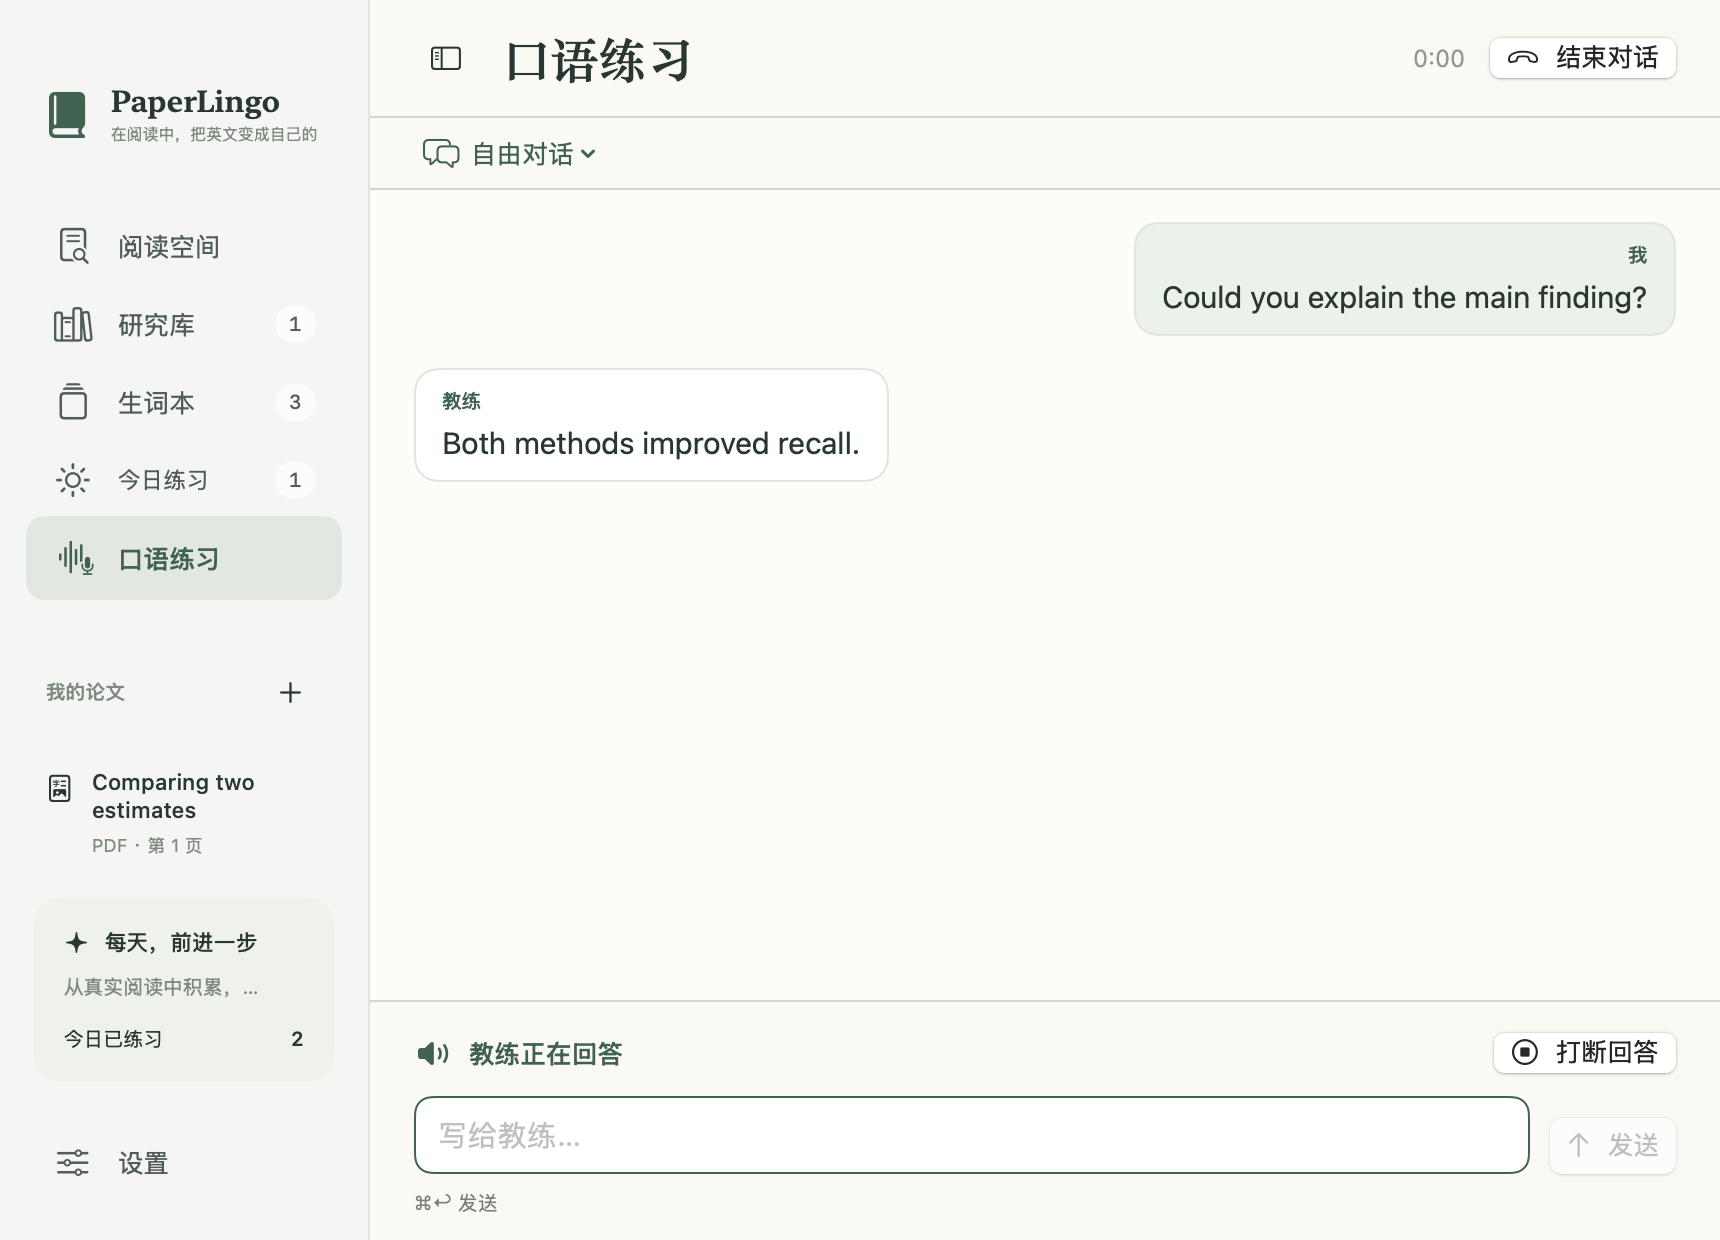 PaperLingo
在阅读中，把英文变成自己的
阅读空间
研究库 1
生词本 3
今日练习 1
口语练习
我的论文
Comparing two
estimates
PDF · 第 1 页
每天，前进一步
从真实阅读中积累，...
今日已练习 2
设置
口语练习
0:00 结束对话
自由对话
我
Could you explain the main finding?
教练
Both methods improved recall.
教练正在回答
打断回答
写给教练...
发送
⌘↩ 发送